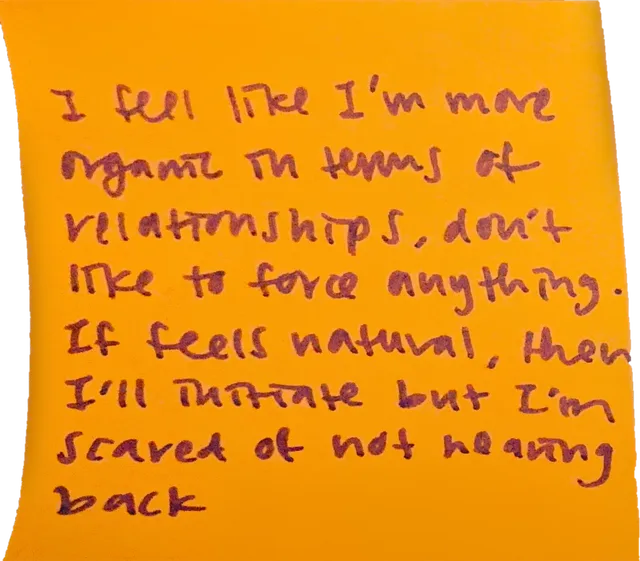 I feel like I'm more
organic in terms of
relationships, don't
like to force anything.
If feels natural, then
I'll initiate but I'm
scared of not hearing
back